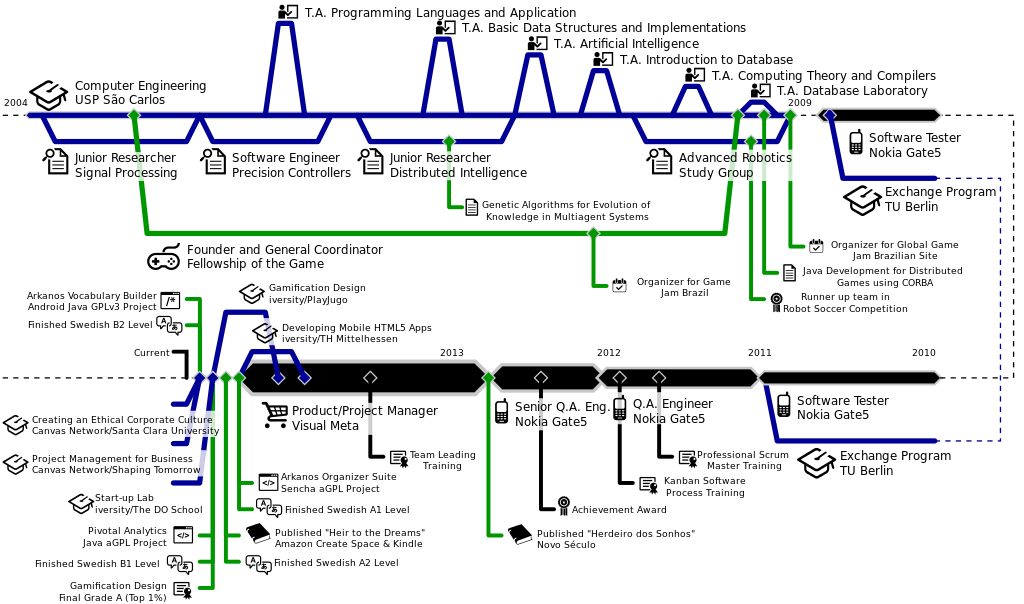 T.A. Programming Languages and Application
T.A. Basic Data Structures and Implementations
T.A. Artificial Intelligence
T.A. Introduction to Database
T.A. Computing Theory and Compilers
T.A. Database Laboratory
2004
Computer Engineering
USP São Carlos
2009
Software Tester
Nokia Gate5
Junior Researcher
Signal Processing
Software Engineer
Precision Controllers
Junior Researcher
Distributed Intelligence
Advanced Robotics
Study Group
Exchange Program
TU Berlin
Genetic Algorithms for Evolution of
Knowledge in Multiagent Systems
Founder and General Coordinator
Fellowship of the Game
Organizer for Global Game
Jam Brazilian Site
Java Development for Distributed
Games using CORBA
Organizer for Game
Jam Brazil
Runner up team in
Robot Soccer Competition
Arkanos Vocabulary Builder
Android Java GPLv3 Project
Gamification Design
iversity/PlayJugo
Finished Swedish B2 Level
Developing Mobile HTML5 Apps
iversity/TH Mittelhessen
Current
2013
2012
2011
2010
Product/Project Manager
Visual Meta
Senior Q.A. Eng.
Nokia Gate5
Q.A. Engineer
Nokia Gate5
Software Tester
Nokia Gate5
Creating an Ethical Corporate Culture
Canvas Network/Santa Clara University
Project Management for Business
Canvas Network/Shaping Tomorrow
Team Leading
Training
Professional Scrum
Master Training
Exchange Program
TU Berlin
Arkanos Organizer Suite
Sencha aGPL Project
Kanban Software
Process Training
Start-up Lab
iversity/The DO School
Finished Swedish A1 Level
Achievement Award
Pivotal Analytics
Java aGPL Project
Published "Heir to the Dreams"
Amazon Create Space & Kindle
Published "Herdeiro dos Sonhos"
Novo Século
Finished Swedish B1 Level
Finished Swedish A2 Level
Gamification Design
Final Grade A (Top 1%)